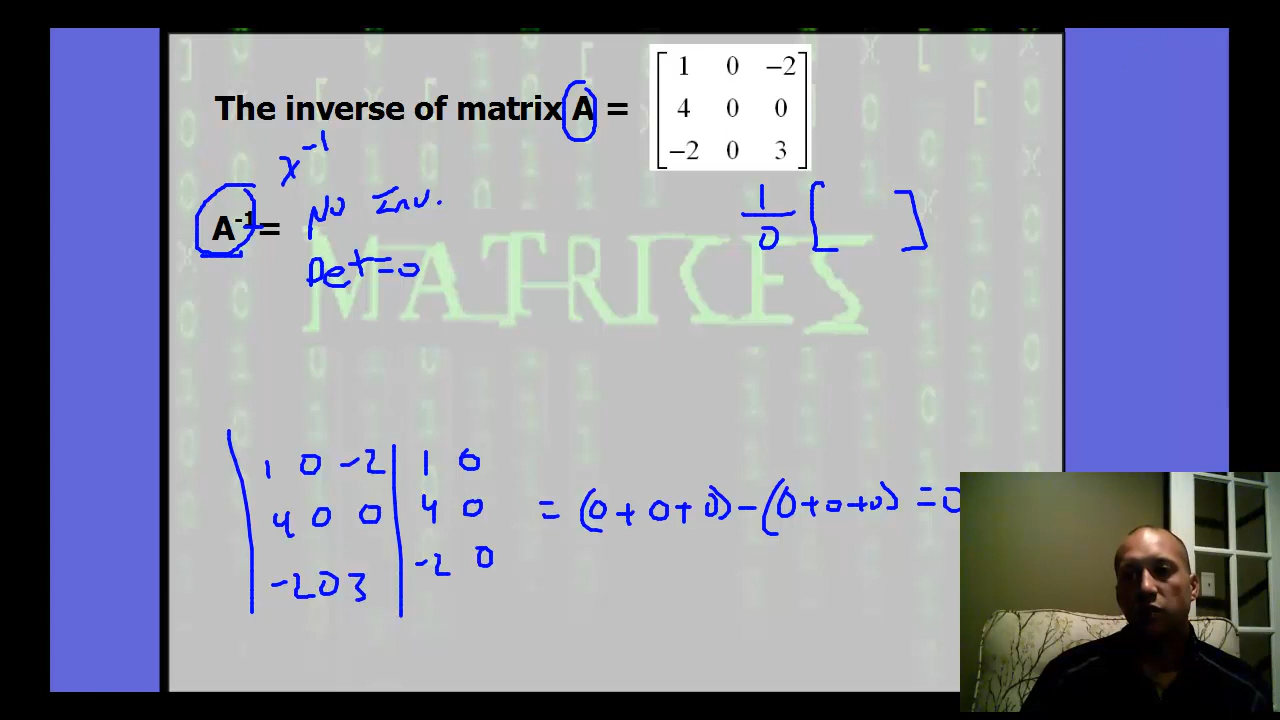 The inverse of matrix A =
1 0 −2
4 0 0
−2 0 3
x⁻¹
A⁻¹ = No Inv.
Det=0
1/0 [ ]
MATRICES
1 0 -2 | 1 0
4 0 0 | 4 0
-2 0 3 | -2 0
= (0+0+0)-(0+0+0)=0